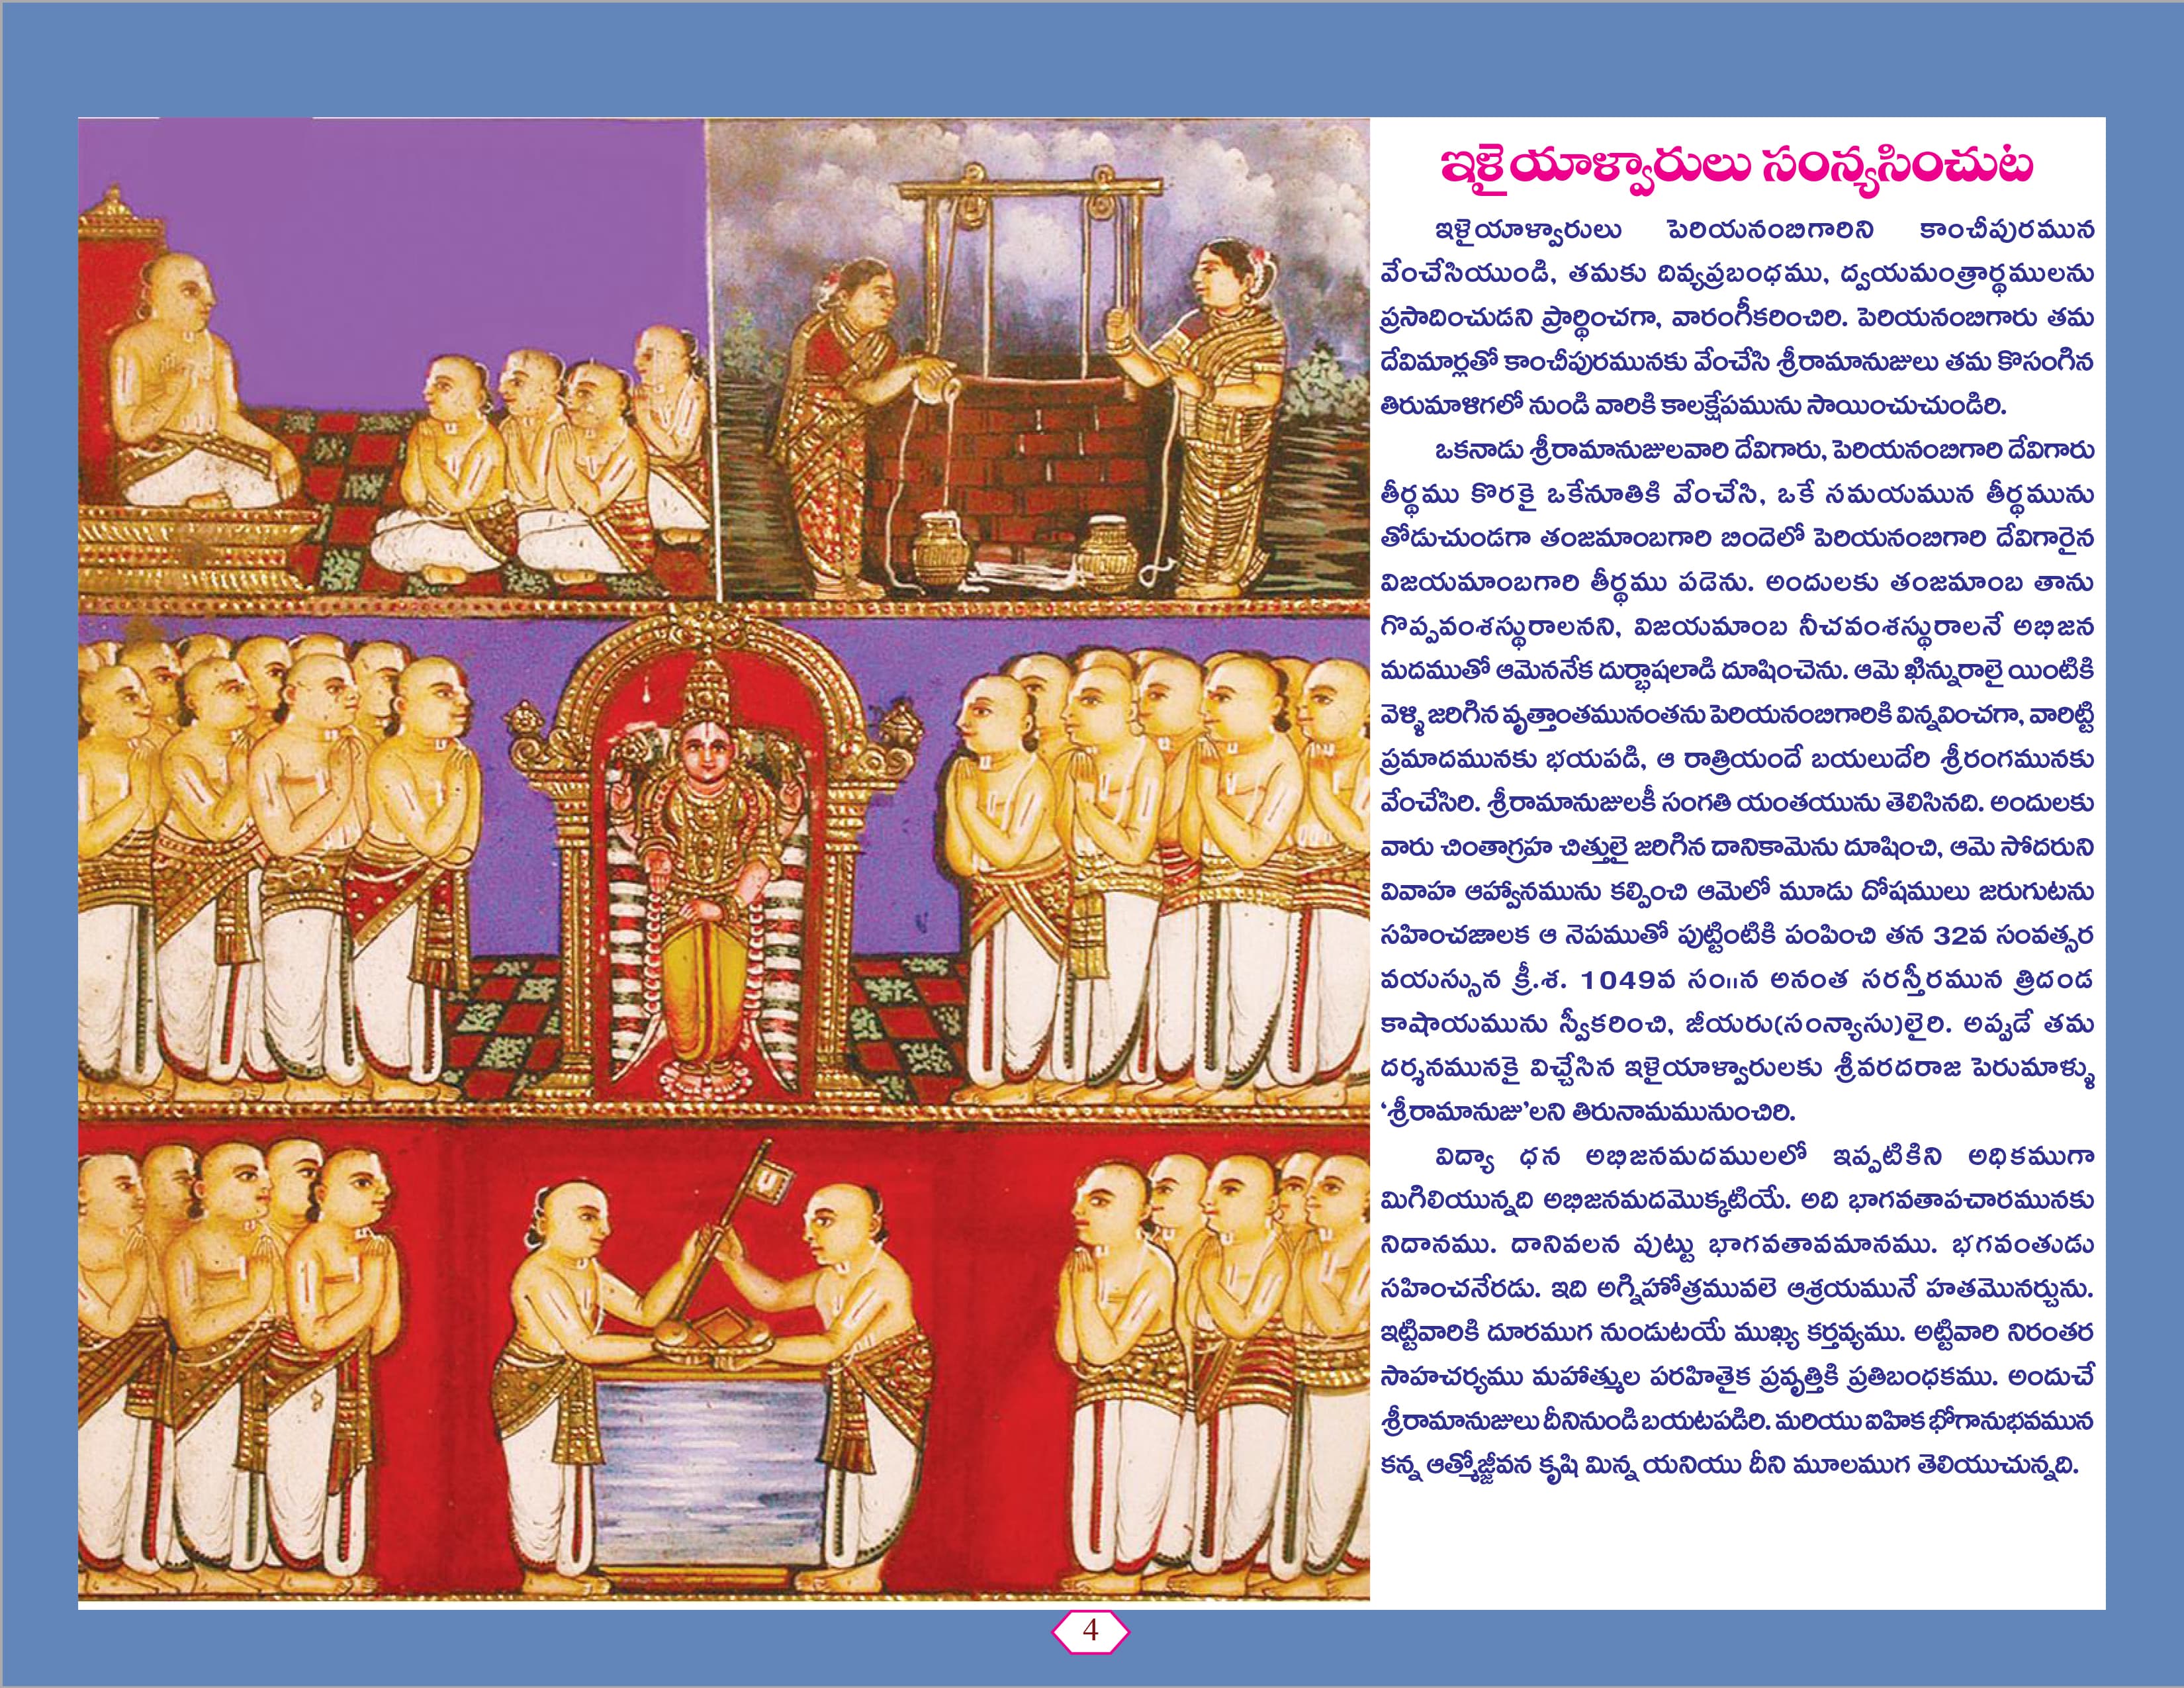 ఇళైయాళ్వారులు సంన్యసించుట
ఇళైయాళ్వారులు పెరియనంబిగారిని కాంచీపురమున
వేంచేసియుండి, తమకు దివ్యప్రబంధము, ద్వయమంత్రార్థములను
ప్రసాదించుడని ప్రార్థించగా, వారంగీకరించిరి. పెరియనంబిగారు తమ
దేవిమార్లతో కాంచీపురమునకు వేంచేసి శ్రీరామానుజులు తమ కొసంగిన
తిరుమాళిగలో నుండి వారికి కాలక్షేపమును సాయించుచుండిరి.
ఒకనాడు శ్రీరామానుజులవారి దేవిగారు, పెరియనంబిగారి దేవిగారు
తీర్థము కొరకై ఒకేనూతికి వేంచేసి, ఒకే సమయమున తీర్థమును
తోడుచుండగా తంజమాంబగారి బిందెలో పెరియనంబిగారి దేవిగారైన
విజయమాంబగారి తీర్థము పడెను. అందులకు తంజమాంబ తాను
గొప్పవంశస్థురాలనని, విజయమాంబ నీచవంశస్థురాలనే అభిజన
మదముతో ఆమెననేక దుర్భాషలాడి దూషించెను. ఆమె ఖిన్నురాలై యింటికి
వెళ్ళి జరిగిన వృత్తాంతమునంతను పెరియనంబిగారికి విన్నవించగా, వారిట్టి
ప్రమాదమునకు భయపడి, ఆ రాత్రియందే బయలుదేరి శ్రీరంగమునకు
వేంచేసిరి. శ్రీరామానుజులకీ సంగతి యంతయును తెలిసినది. అందులకు
వారు చింతాగ్రహ చిత్తులై జరిగిన దానికామెను దూషించి, ఆమె సోదరుని
వివాహ ఆహ్వానమును కల్పించి ఆమెలో మూడు దోషములు జరుగుటను
సహించజాలక ఆ నెపముతో పుట్టింటికి పంపించి తన 32వ సంవత్సర
వయస్సున క్రీ.శ. 1049వ సం॥న అనంత సరస్తీరమున త్రిదండ
కాషాయమును స్వీకరించి, జీయరు(సంన్యాసు)లైరి. అప్పుడే తమ
దర్శనమునకై విచ్చేసిన ఇళైయాళ్వారులకు శ్రీవరదరాజ పెరుమాళ్ళు
‘శ్రీరామానుజు’లని తిరునామమునుంచిరి.
విద్యా ధన అభిజనమదములలో ఇప్పటికిని అధికముగా
మిగిలియున్నది అభిజనమదమొక్కటియే. అది భాగవతాపచారమునకు
నిదానము. దానివలన పుట్టు భాగవతావమానము. భగవంతుడు
సహించనేరడు. ఇది అగ్నిహోత్రమువలె ఆశ్రయమునే హతమొనర్చును.
ఇట్టివారికి దూరముగ నుండుటయే ముఖ్య కర్తవ్యము. అట్టివారి నిరంతర
సాహచర్యము మహాత్ముల పరహితైక ప్రవృత్తికి ప్రతిబంధకము. అందుచే
శ్రీరామానుజులు దీనినుండి బయటపడిరి. మరియు ఐహిక భోగానుభవమున
కన్న ఆత్మోజ్జీవన కృషి మిన్న యనియు దీని మూలముగ తెలియుచున్నది.
4